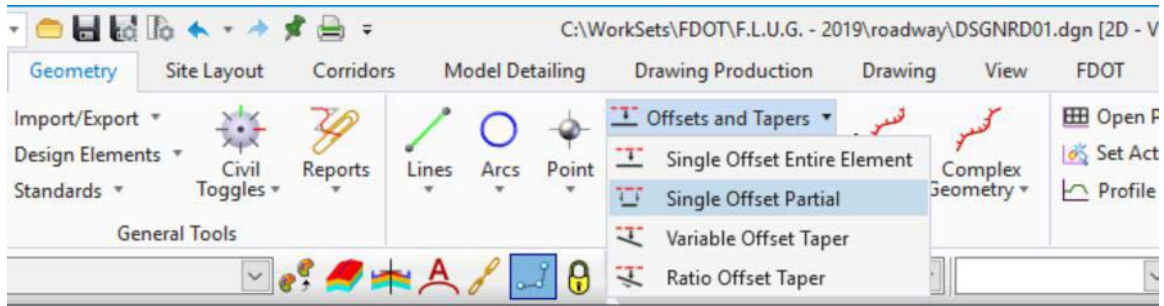 C:\WorkSets\FDOT\F.L.U.G. - 2019\roadway\DSGNRD01.dgn [2D - V
Geometry Site Layout Corridors Model Detailing Drawing Production Drawing View FDOT
Import/Export
Design Elements
Standards
Civil
Toggles
Reports
Lines
Arcs
Point
Offsets and Tapers
Single Offset Entire Element
Single Offset Partial
Variable Offset Taper
Ratio Offset Taper
Complex
Geometry
Open P
Set Act
Profile
General Tools